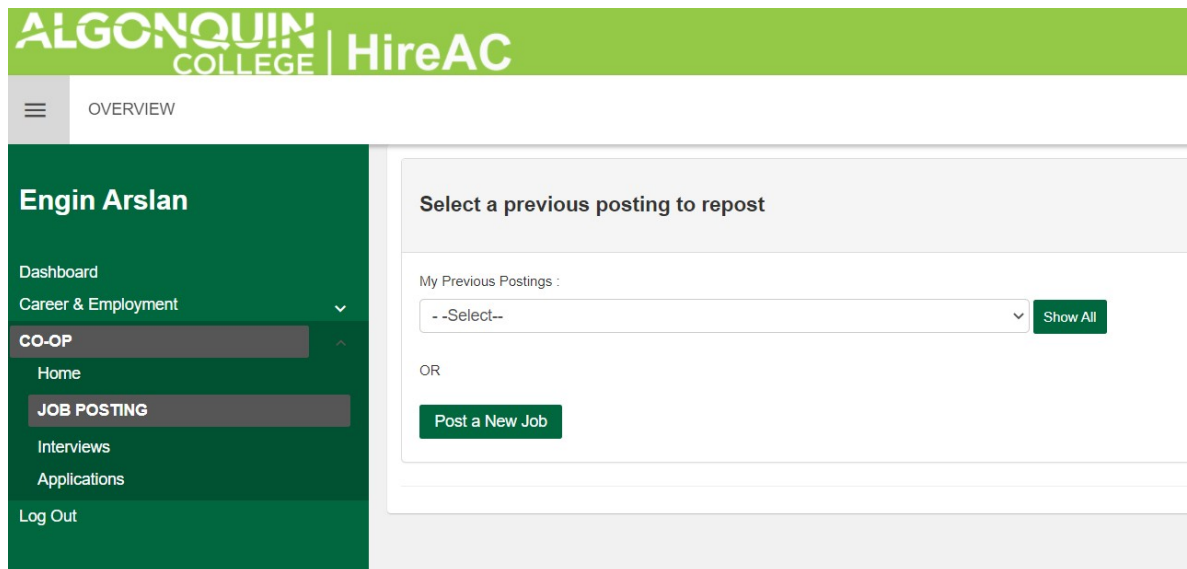 ALGONQUIN
COLLEGE | HireAC
OVERVIEW
Engin Arslan
Dashboard
Career & Employment
CO-OP
Home
JOB POSTING
Interviews
Applications
Log Out
Select a previous posting to repost
My Previous Postings :
- -Select--
Show All
OR
Post a New Job